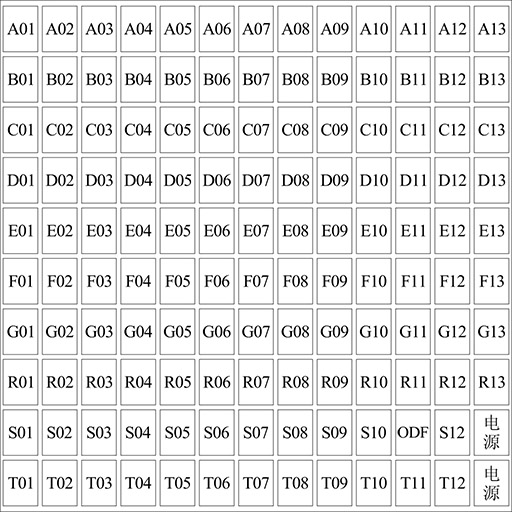 A01 A02 A03 A04 A05 A06 A07 A08 A09 A10 A11 A12 A13
B01 B02 B03 B04 B05 B06 B07 B08 B09 B10 B11 B12 B13
C01 C02 C03 C04 C05 C06 C07 C08 C09 C10 C11 C12 C13
D01 D02 D03 D04 D05 D06 D07 D08 D09 D10 D11 D12 D13
E01 E02 E03 E04 E05 E06 E07 E08 E09 E10 E11 E12 E13
F01 F02 F03 F04 F05 F06 F07 F08 F09 F10 F11 F12 F13
G01 G02 G03 G04 G05 G06 G07 G08 G09 G10 G11 G12 G13
R01 R02 R03 R04 R05 R06 R07 R08 R09 R10 R11 R12 R13
S01 S02 S03 S04 S05 S06 S07 S08 S09 S10 ODF S12 电源
T01 T02 T03 T04 T05 T06 T07 T08 T09 T10 T11 T12 电源